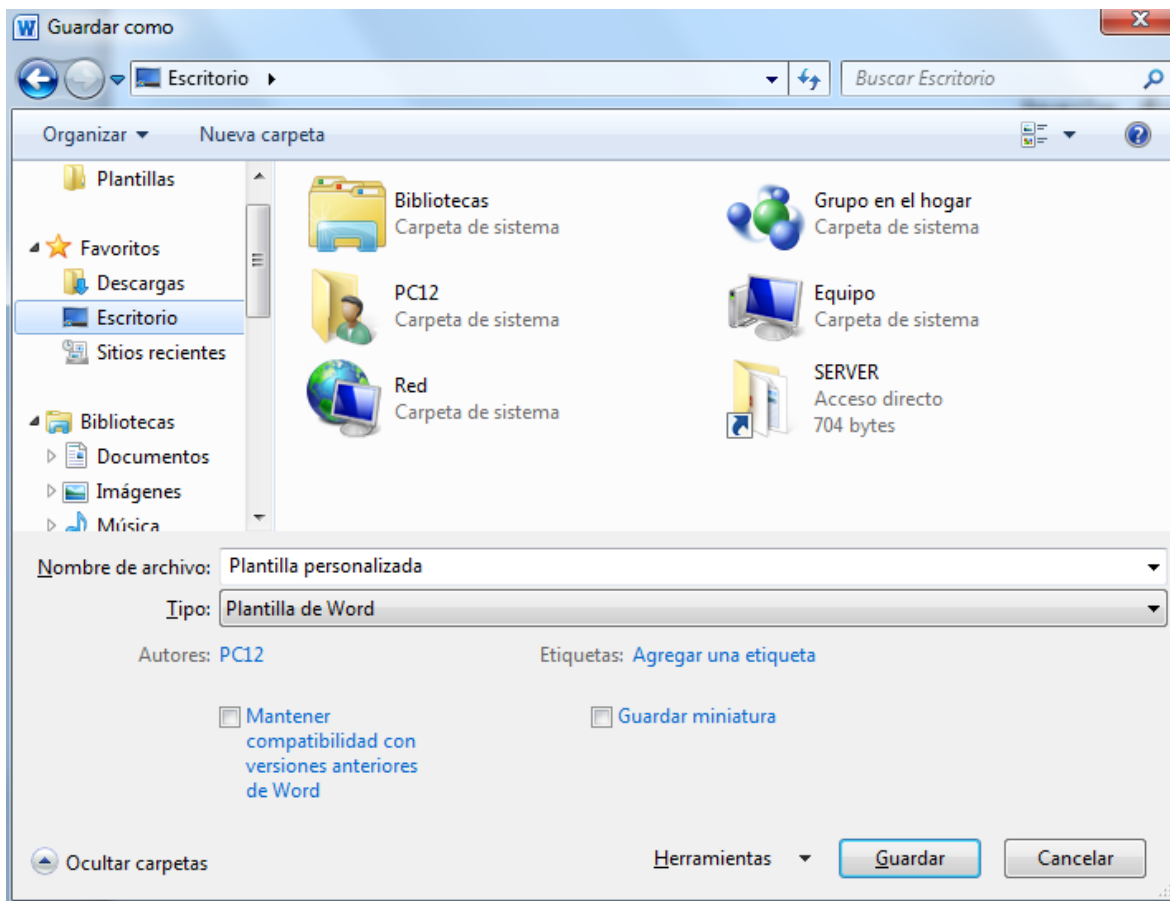 Guardar como
Escritorio
Buscar Escritorio
Organizar
Nueva carpeta
Plantillas
Favoritos
Descargas
Escritorio
Sitios recientes
Bibliotecas
Documentos
Imágenes
Música
Bibliotecas
Carpeta de sistema
Grupo en el hogar
Carpeta de sistema
PC12
Carpeta de sistema
Equipo
Carpeta de sistema
Red
Carpeta de sistema
SERVER
Acceso directo
704 bytes
Nombre de archivo: Plantilla personalizada
Tipo: Plantilla de Word
Autores: PC12
Etiquetas: Agregar una etiqueta
Mantener
compatibilidad con
versiones anteriores
de Word
Guardar miniatura
Ocultar carpetas
Herramientas
Guardar
Cancelar